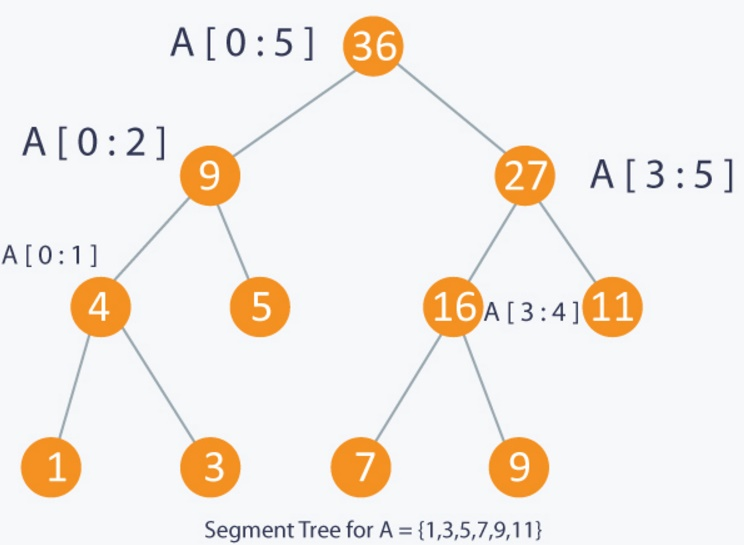 A [ 0 : 5 ] 36
A [ 0 : 2 ] 9 27 A [ 3 : 5 ]
A [ 0 : 1 ]
4 5 16 A [ 3 : 4 ] 11
1 3 7 9
Segment Tree for A = {1,3,5,7,9,11}